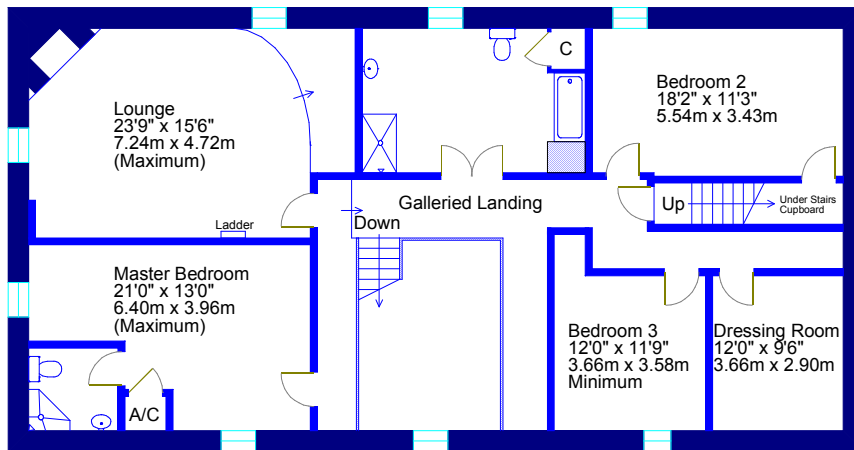 Lounge
23'9" x 15'6"
7.24m x 4.72m
(Maximum)
Ladder
C
Bedroom 2
18'2" x 11'3"
5.54m x 3.43m
Galleried Landing
Down
Up
Under Stairs
Cupboard
Master Bedroom
21'0" x 13'0"
6.40m x 3.96m
(Maximum)
A/C
Bedroom 3
12'0" x 11'9"
3.66m x 3.58m
Minimum
Dressing Room
12'0" x 9'6"
3.66m x 2.90m